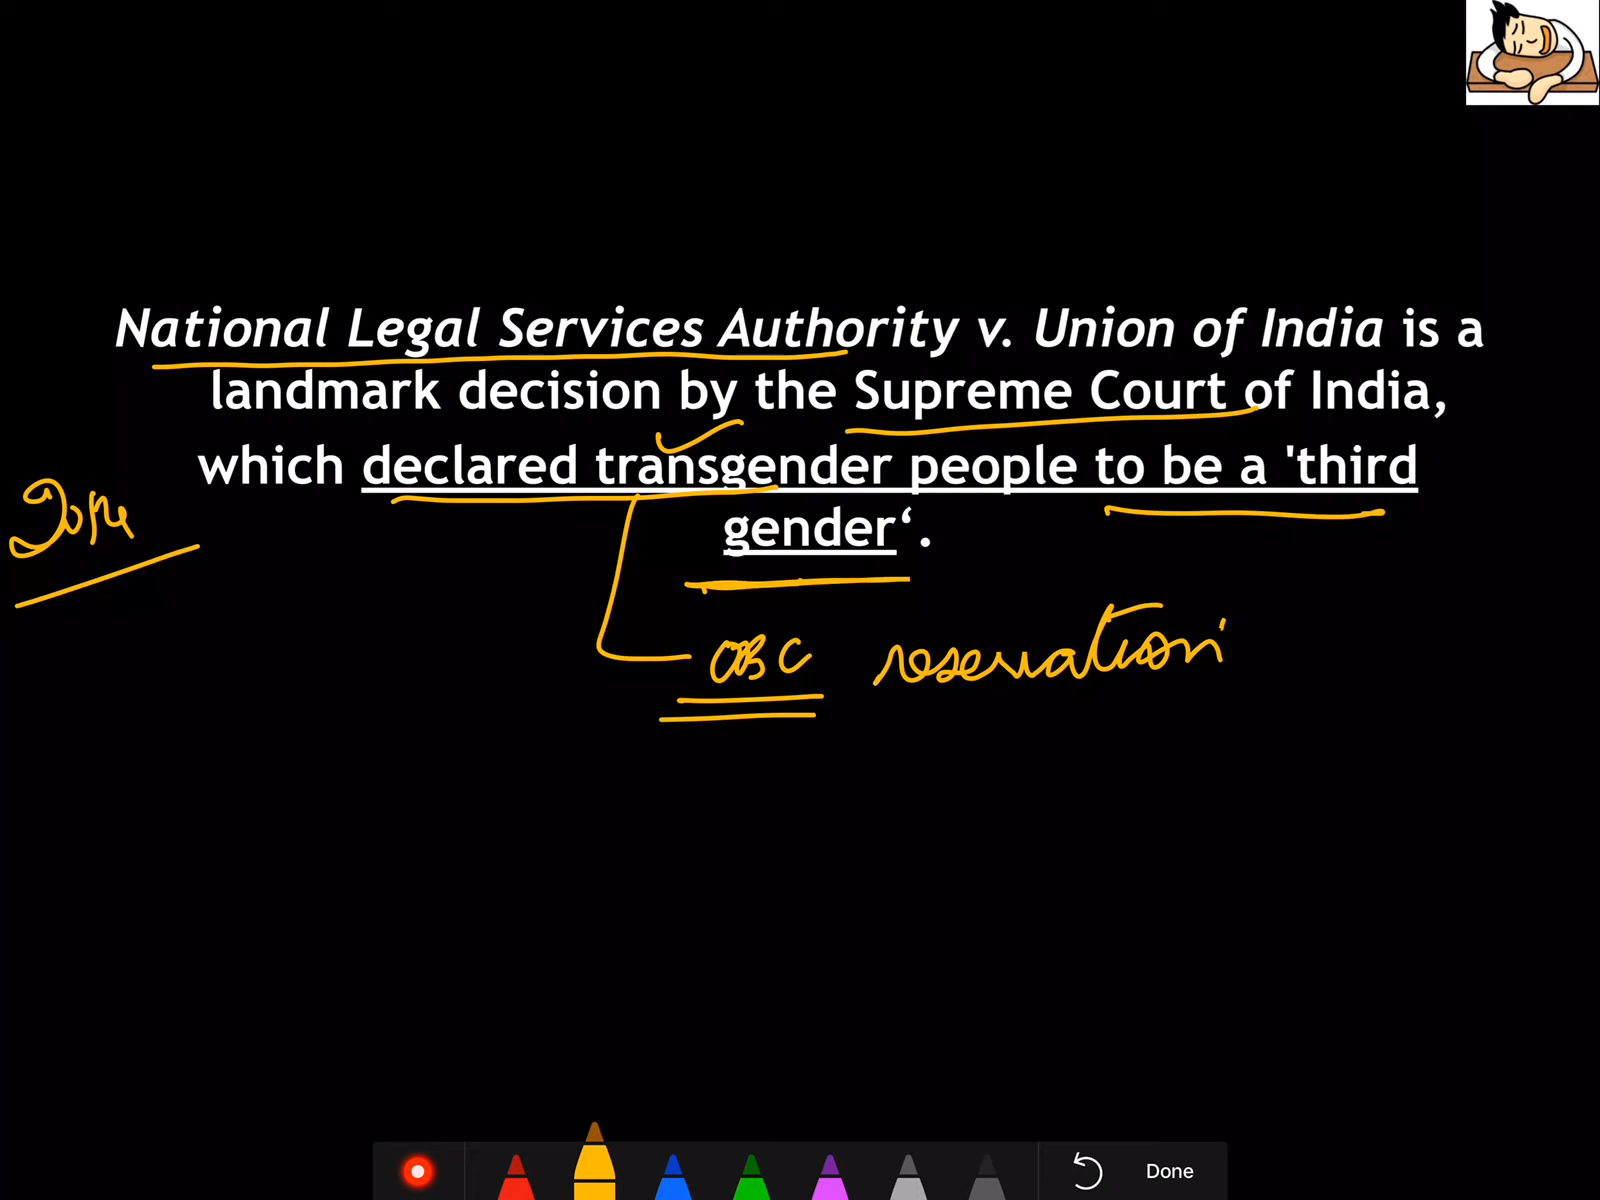 National Legal Services Authority v. Union of India is a
landmark decision by the Supreme Court of India,
which declared transgender people to be a 'third
gender‘.
2014
OBC reservation
Done